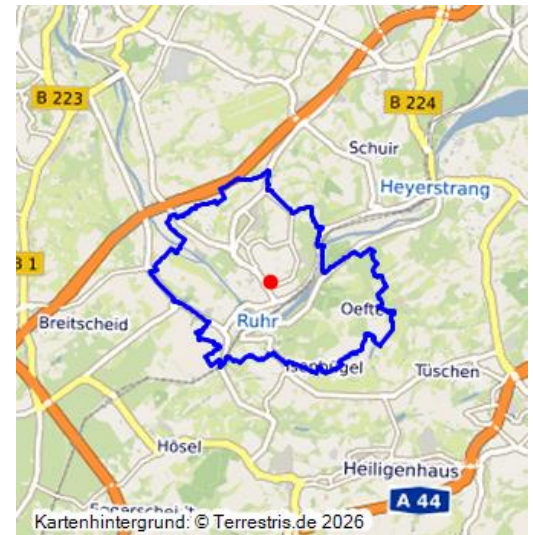 B 223
B 224
Schuir
Heyerstrang
B 1
Oefte
Breitscheid
Ruhr
Tüschen
Hösel
Heiligenhaus
A 44
Kartenhintergrund: © Terrestris.de 2026